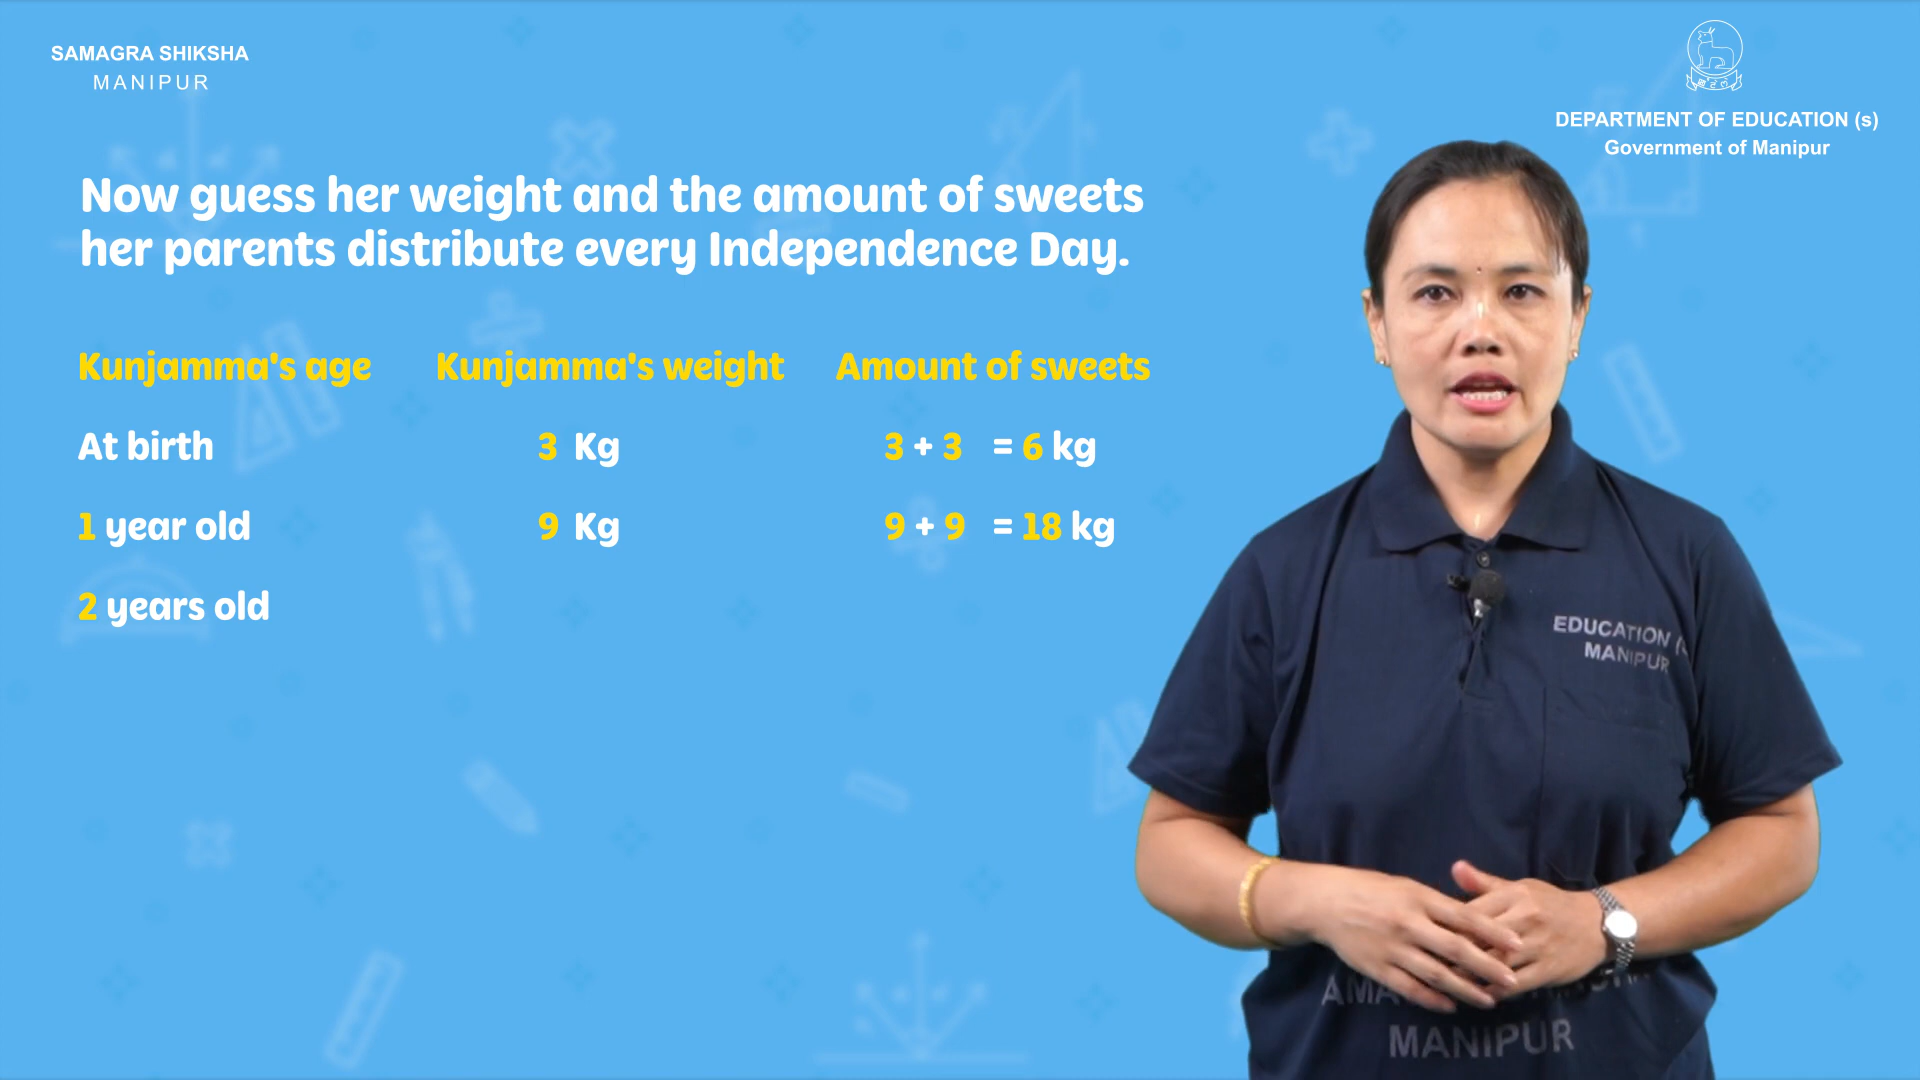 SAMAGRA SHIKSHA
MANIPUR
DEPARTMENT OF EDUCATION (s)
Government of Manipur
Now guess her weight and the amount of sweets
her parents distribute every Independence Day.
Kunjamma's age Kunjamma's weight Amount of sweets
At birth 3 Kg 3 + 3 = 6 kg
1 year old 9 Kg 9 + 9 = 18 kg
2 years old
EDUCATION (
MANIPUR
MANIPUR